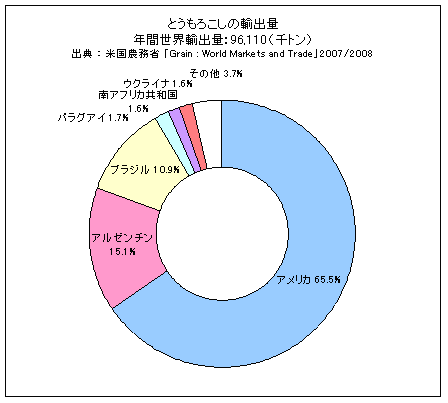 とうもろこしの輸出量
年間世界輸出量：96,110（千トン）
出典 ： 米国農務省 「Grain : World Markets and Trade」2007/2008
その他 3.7%
ウクライナ 1.6%
南アフリカ共和国
1.6%
パラグアイ 1.7%
ブラジル 10.9%
アルゼンチン
15.1%
アメリカ 65.5%